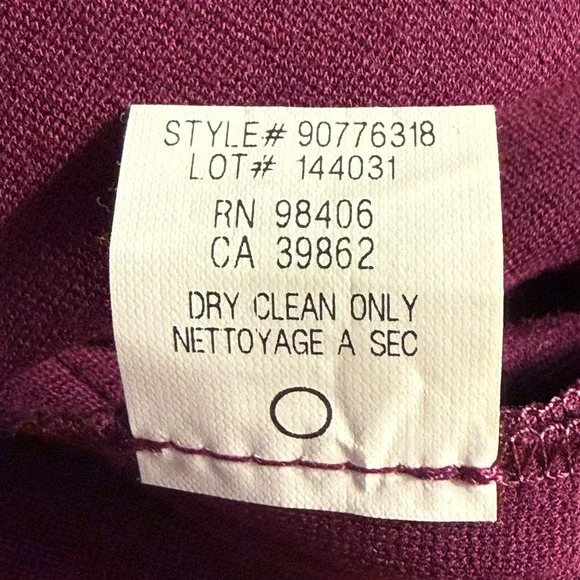 STYLE# 90776318
LOT# 144031
RN 98406
CA 39862
DRY CLEAN ONLY
NETTOYAGE A SEC